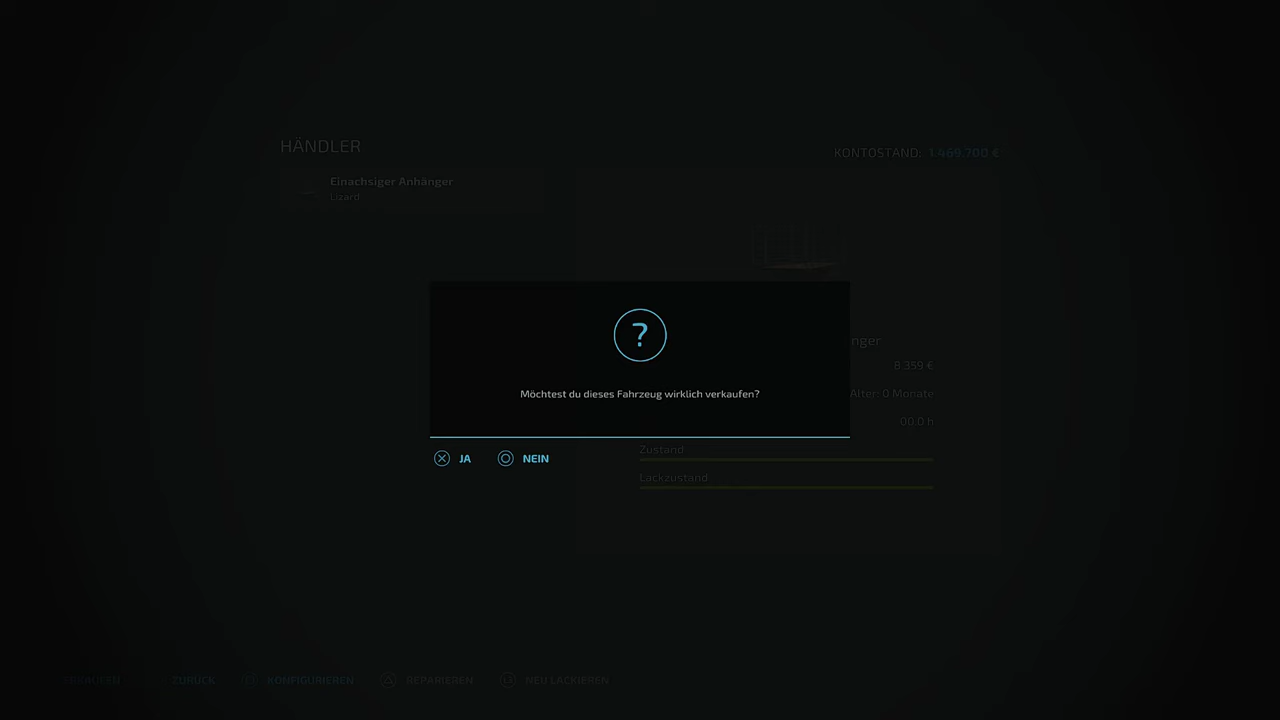 HÄNDLER
KONTOSTAND: 1.469.700 €
Einachsiger Anhänger
Lizard
?
Möchtest du dieses Fahrzeug wirklich verkaufen?
nger
8 359 €
Alter: 0 Monate
00.0 h
JA NEIN
Zustand
Lackzustand
VERKAUFEN ZURÜCK KONFIGURIEREN REPARIEREN NEU LACKIEREN